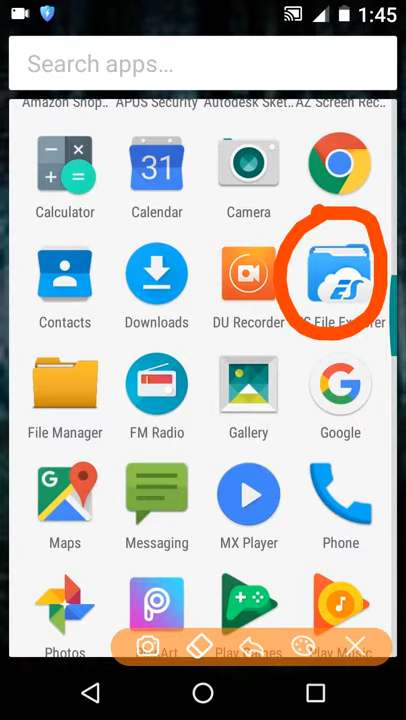 1:45
Search apps...
Amazon Shop.. APUS Security Autodesk Sket.. AZ Screen Rec..
31
Calculator Calendar Camera
ES
Contacts Downloads DU Recorder File Explorer
G
File Manager FM Radio Gallery Google
G
Maps Messaging MX Player Phone
Photos Play Games Play Music